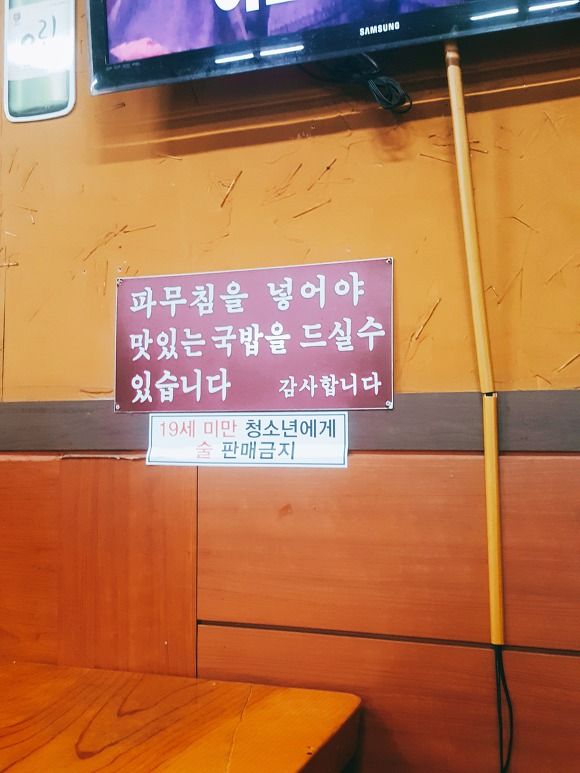 SAMSUNG
파무침을 넣어야
맛있는국밥을 드실수
있습니다 감사합니다
19세 미만 청소년에게
술 판매금지